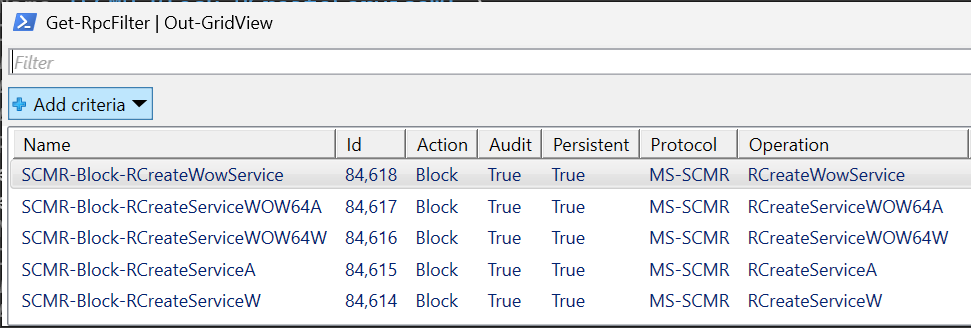 Get-RpcFilter | Out-GridView
Filter
Add criteria
Name Id Action Audit Persistent Protocol Operation
SCMR-Block-RCreateWowService 84,618 Block True True MS-SCMR RCreateWowService
SCMR-Block-RCreateServiceWOW64A 84,617 Block True True MS-SCMR RCreateServiceWOW64A
SCMR-Block-RCreateServiceWOW64W 84,616 Block True True MS-SCMR RCreateServiceWOW64W
SCMR-Block-RCreateServiceA 84,615 Block True True MS-SCMR RCreateServiceA
SCMR-Block-RCreateServiceW 84,614 Block True True MS-SCMR RCreateServiceW